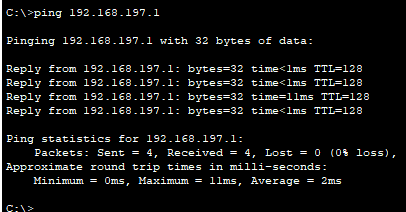 C:\>ping 192.168.197.1
Pinging 192.168.197.1 with 32 bytes of data:
Reply from 192.168.197.1: bytes=32 time<1ms TTL=128
Reply from 192.168.197.1: bytes=32 time<1ms TTL=128
Reply from 192.168.197.1: bytes=32 time=11ms TTL=128
Reply from 192.168.197.1: bytes=32 time<1ms TTL=128
Ping statistics for 192.168.197.1:
Packets: Sent = 4, Received = 4, Lost = 0 (0% loss),
Approximate round trip times in milli-seconds:
Minimum = 0ms, Maximum = 11ms, Average = 2ms
C:\>